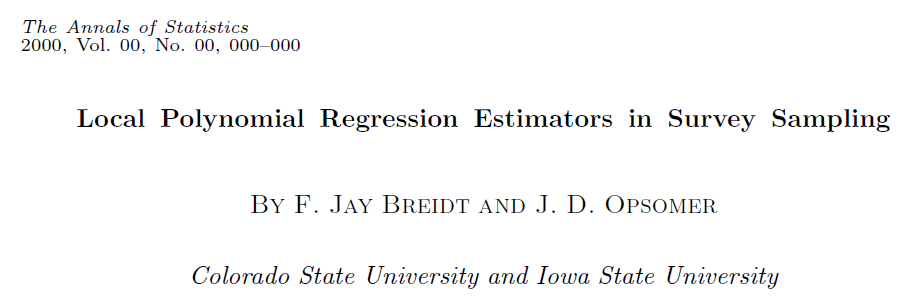 The Annals of Statistics
2000, Vol. 00, No. 00, 000–000
Local Polynomial Regression Estimators in Survey Sampling
By F. Jay Breidt and J. D. Opsomer
Colorado State University and Iowa State University